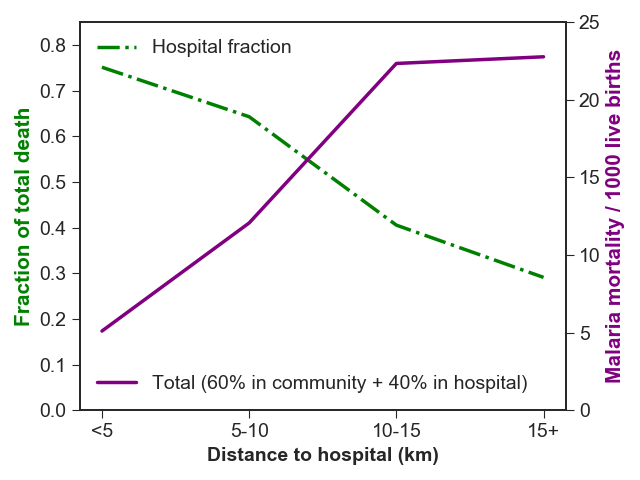 Hospital fraction
Total (60% in community + 40% in hospital)
Fraction of total death
0.8
0.7
0.6
0.5
0.4
0.3
0.2
0.1
0.0
25
20
15
10
5
0
Malaria mortality / 1000 live births
<5 5-10 10-15 15+
Distance to hospital (km)